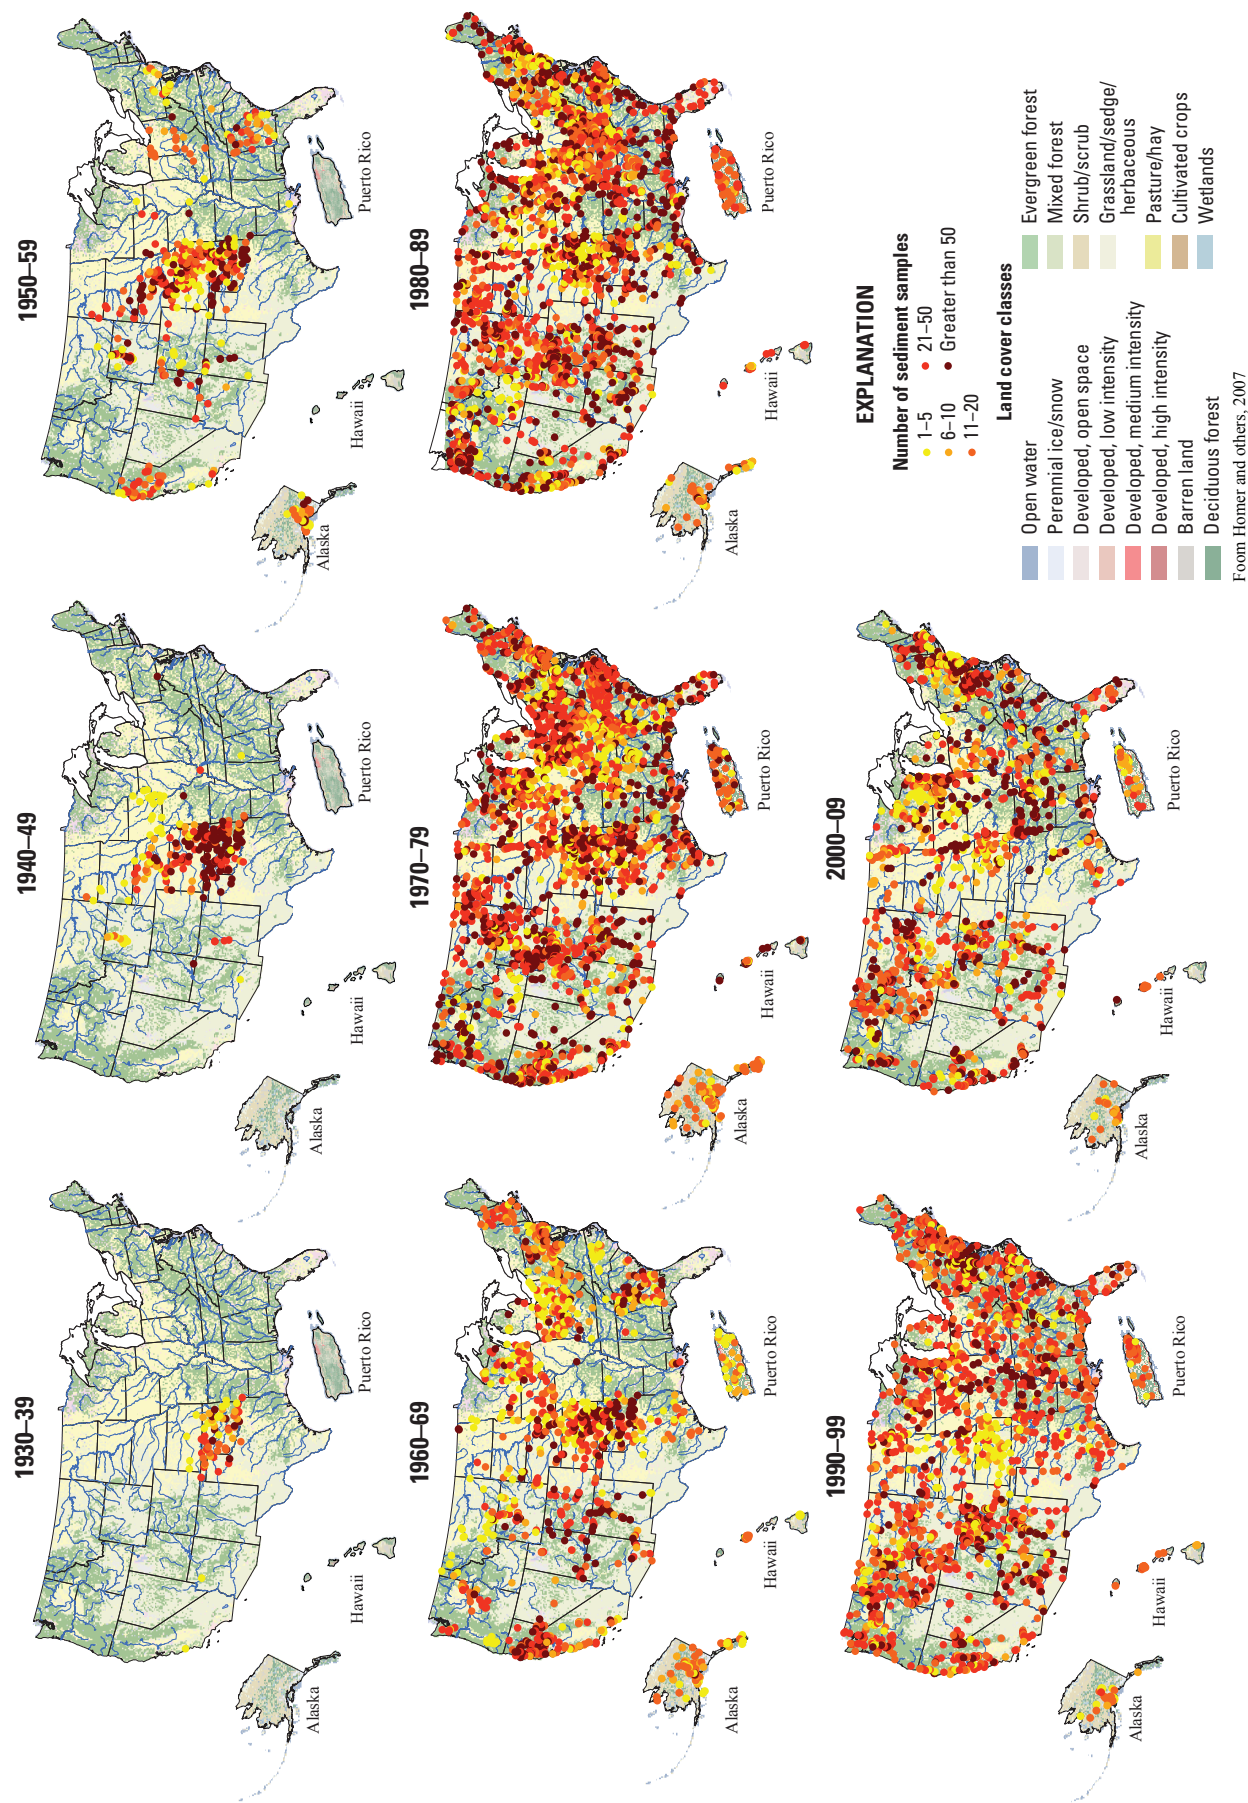 1930–39
Alaska
Hawaii
Puerto Rico
1940–49
Alaska
Hawaii
Puerto Rico
1950–59
Alaska
Hawaii
Puerto Rico
1960–69
Alaska
Hawaii
Puerto Rico
1970–79
Alaska
Hawaii
Puerto Rico
1980–89
Alaska
Hawaii
Puerto Rico
1990–99
Alaska
Hawaii
Puerto Rico
2000–09
Alaska
Hawaii
Puerto Rico
EXPLANATION
Number of sediment samples
1–5
6–10
11–20
21–50
Greater than 50
Land cover classes
Open water
Perennial ice/snow
Developed, open space
Developed, low intensity
Developed, medium intensity
Developed, high intensity
Barren land
Deciduous forest
Evergreen forest
Mixed forest
Shrub/scrub
Grassland/sedge/
herbaceous
Pasture/hay
Cultivated crops
Wetlands
Foom Homer and others, 2007